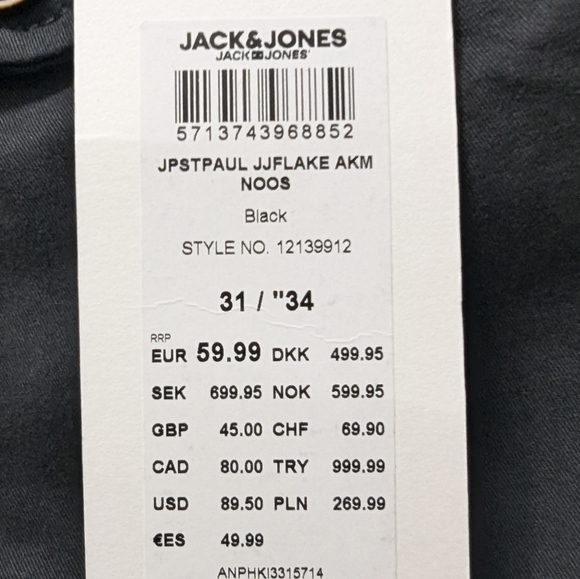 JACK&JONES
JACK JONES
5713743968852
JPSTPAUL JJFLAKE AKM
NOOS
Black
STYLE NO. 12139912
31 / "34
RRP
EUR 59.99 DKK 499.95
SEK 699.95 NOK 599.95
GBP 45.00 CHF 69.90
CAD 80.00 TRY 999.99
USD 89.50 PLN 269.99
€ES 49.99
ANPHKI3315714